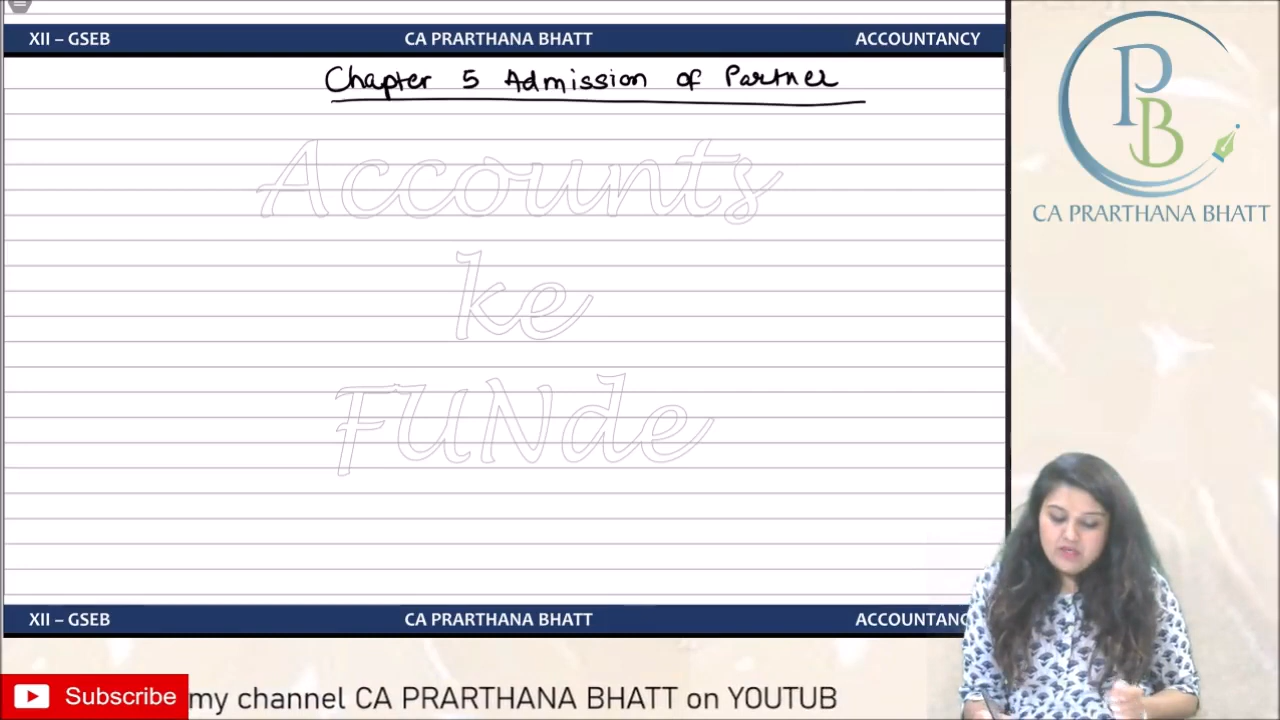 XII – GSEB CA PRARTHANA BHATT ACCOUNTANCY
Chapter 5 Admission of Partner
Accounts
ke
FUNde
XII – GSEB CA PRARTHANA BHATT ACCOUNTANC
PB
CA PRARTHANA BHATT
Subscribe my channel CA PRARTHANA BHATT on YOUTUB